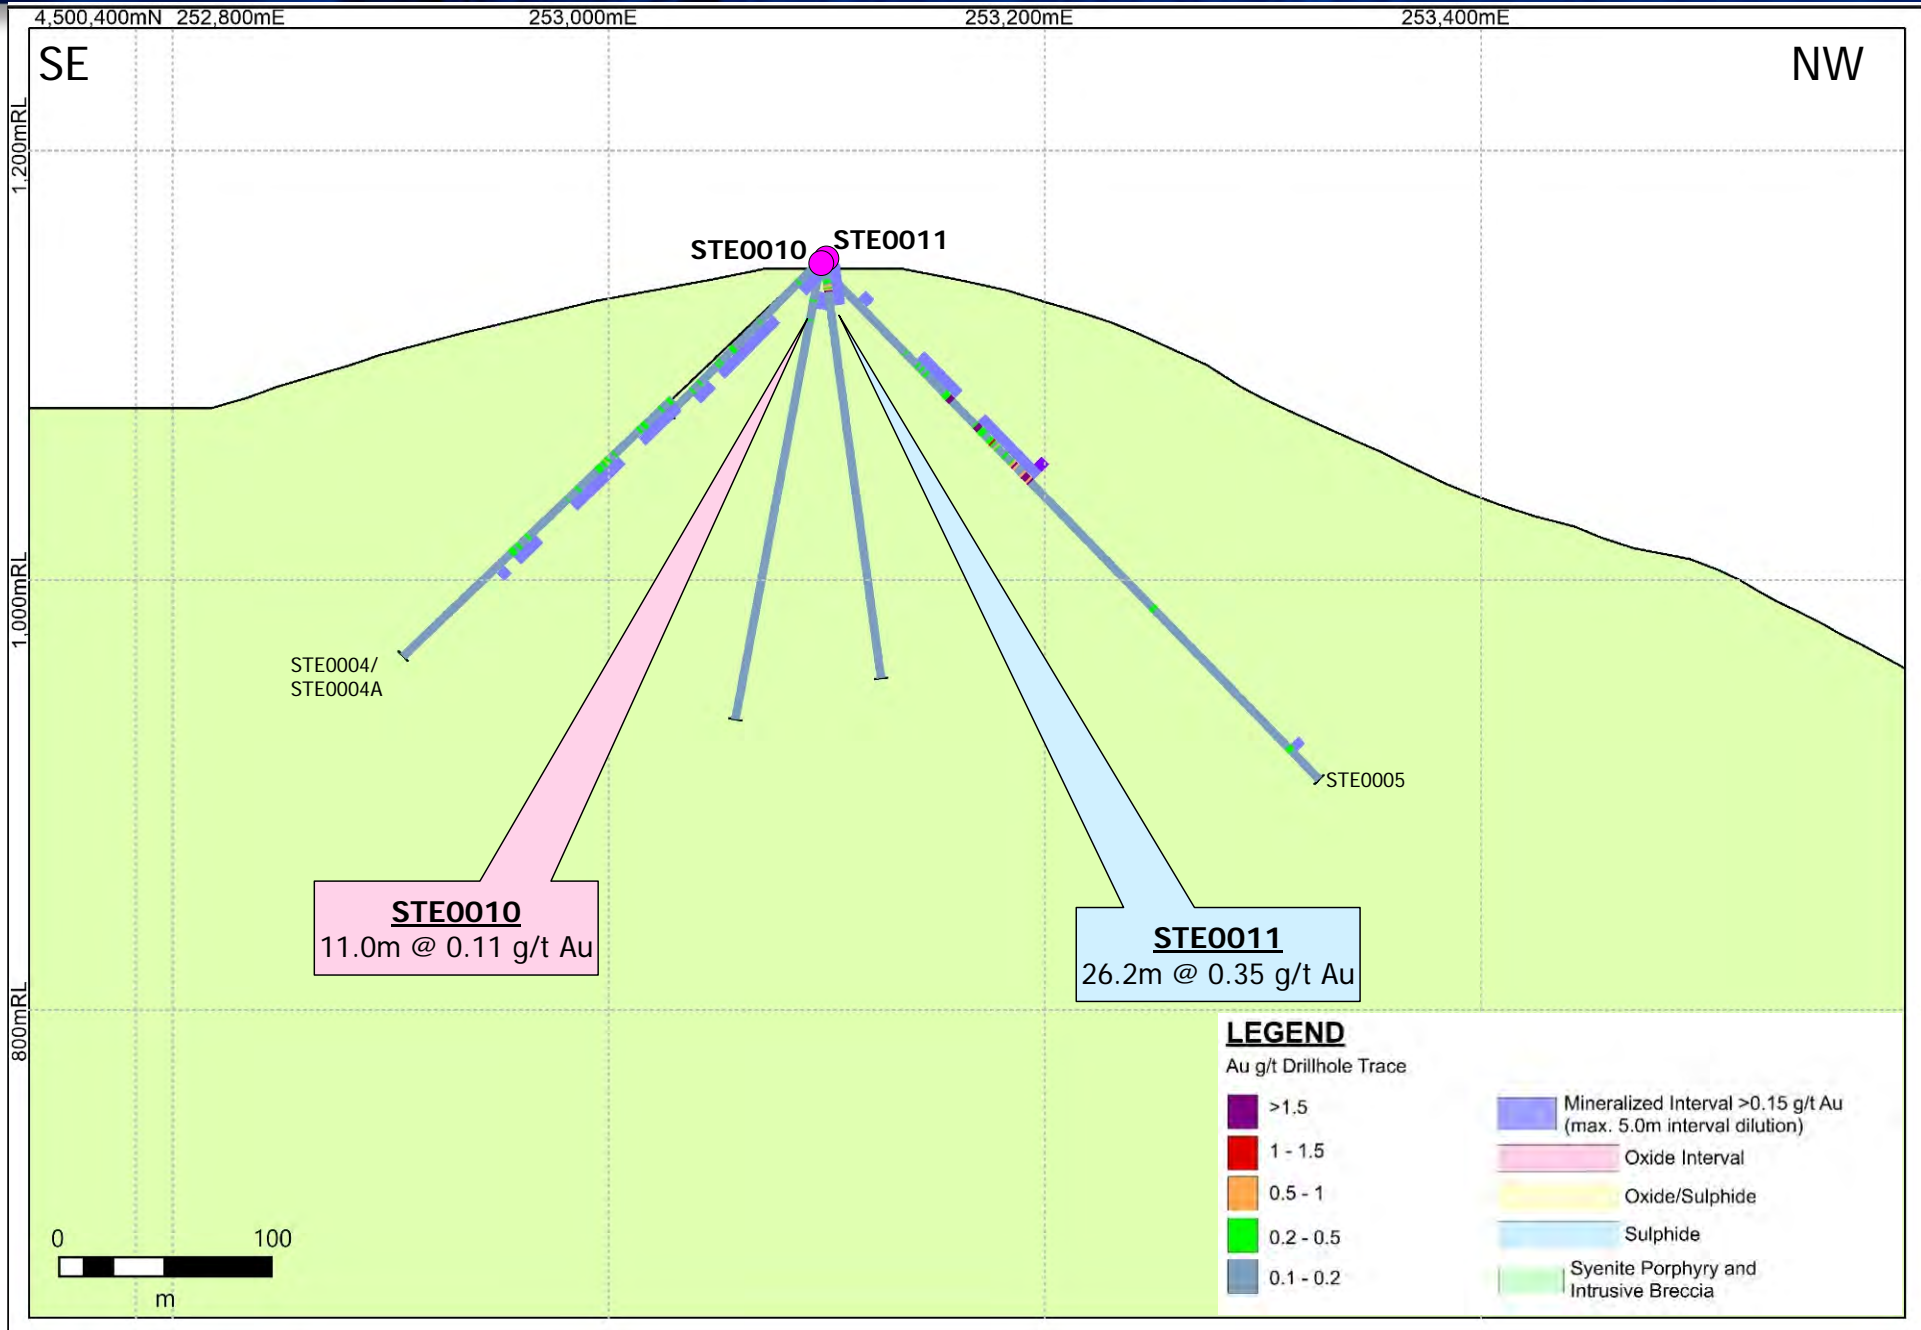 4,500,400mN 252,800mE 253,000mE 253,200mE 253,400mE
SE
NW
1,200mRL
STE0010
STE0011
1,000mRL
STE0004/
STE0004A
STE0005
STE0010
11.0m @ 0.11 g/t Au
STE0011
26.2m @ 0.35 g/t Au
800mRL
LEGEND
Au g/t Drillhole Trace
>1.5
1 - 1.5
0.5 - 1
0.2 - 0.5
0.1 - 0.2
Mineralized Interval >0.15 g/t Au
(max. 5.0m interval dilution)
Oxide Interval
Oxide/Sulphide
Sulphide
Syenite Porphyry and
Intrusive Breccia
0 100
m